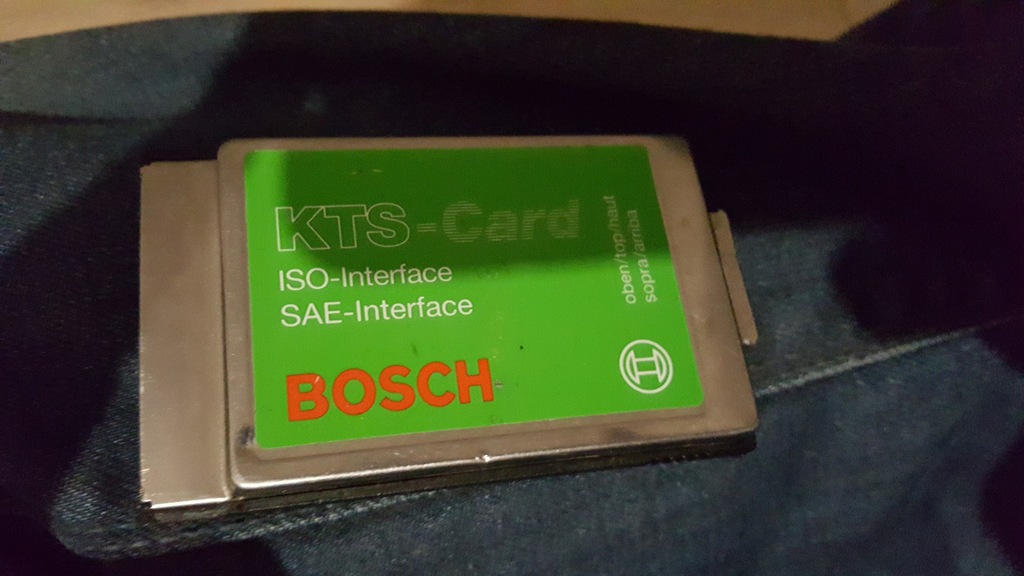 KTS-Card
ISO-Interface
SAE-Interface
BOSCH
oben/top/haut
sopra/arriba